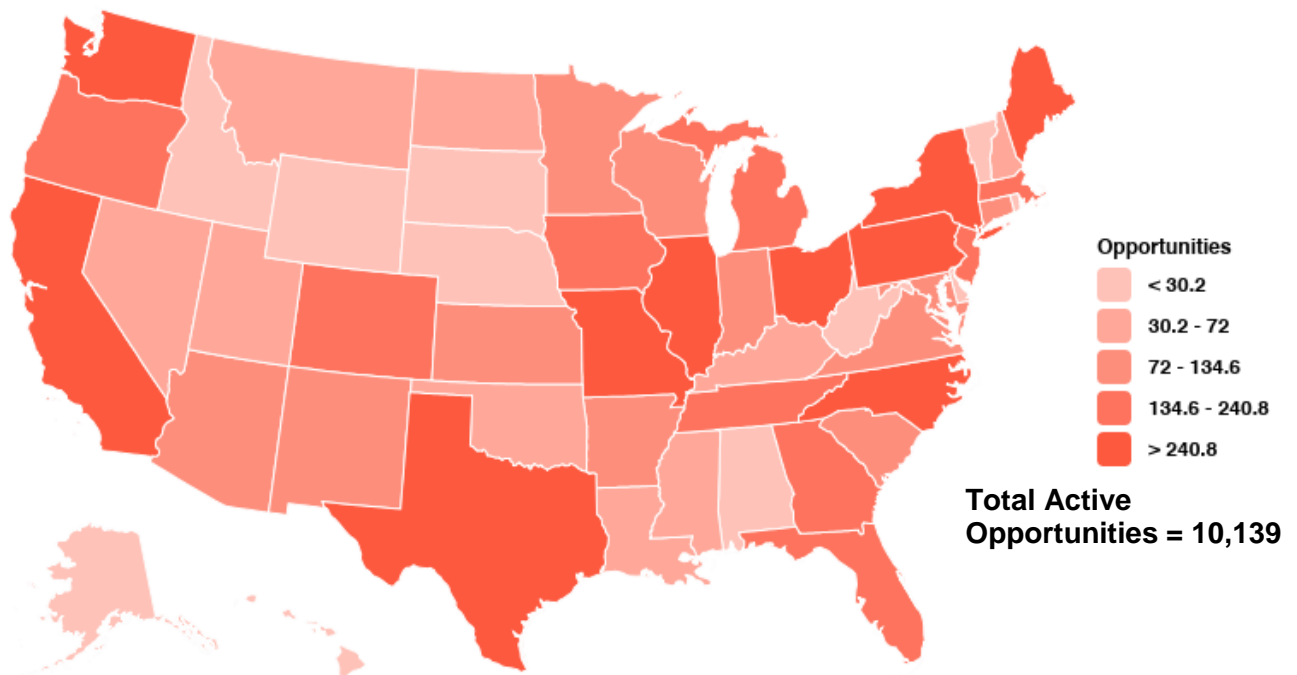 Opportunities
< 30.2
30.2 - 72
72 - 134.6
134.6 - 240.8
> 240.8
Total Active
Opportunities = 10,139